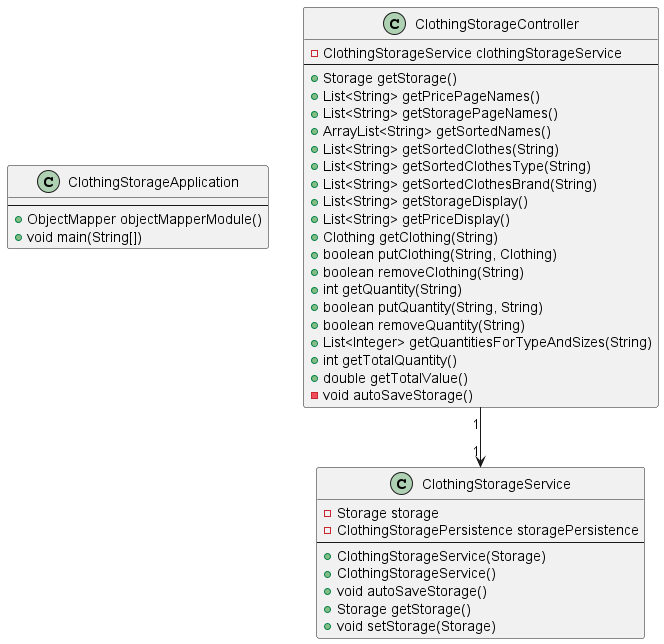 C ClothingStorageController
ClothingStorageService clothingStorageService
Storage getStorage()
List<String> getPricePageNames()
List<String> getStoragePageNames()
ArrayList<String> getSortedNames()
List<String> getSortedClothes(String)
List<String> getSortedClothesType(String)
List<String> getSortedClothesBrand(String)
List<String> getStorageDisplay()
List<String> getPriceDisplay()
Clothing getClothing(String)
boolean putClothing(String, Clothing)
boolean removeClothing(String)
int getQuantity(String)
boolean putQuantity(String, String)
boolean removeQuantity(String)
List<Integer> getQuantitiesForTypeAndSizes(String)
int getTotalQuantity()
double getTotalValue()
void autoSaveStorage()
C ClothingStorageApplication
ObjectMapper objectMapperModule()
void main(String[])
1
1
C ClothingStorageService
Storage storage
ClothingStoragePersistence storagePersistence
ClothingStorageService(Storage)
ClothingStorageService()
void autoSaveStorage()
Storage getStorage()
void setStorage(Storage)